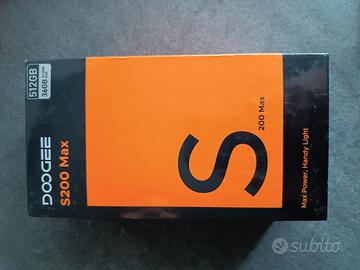 512GB
36GB
DOOGEE
S200 Max
S
200 Max
Max Power, Handy Light
subito